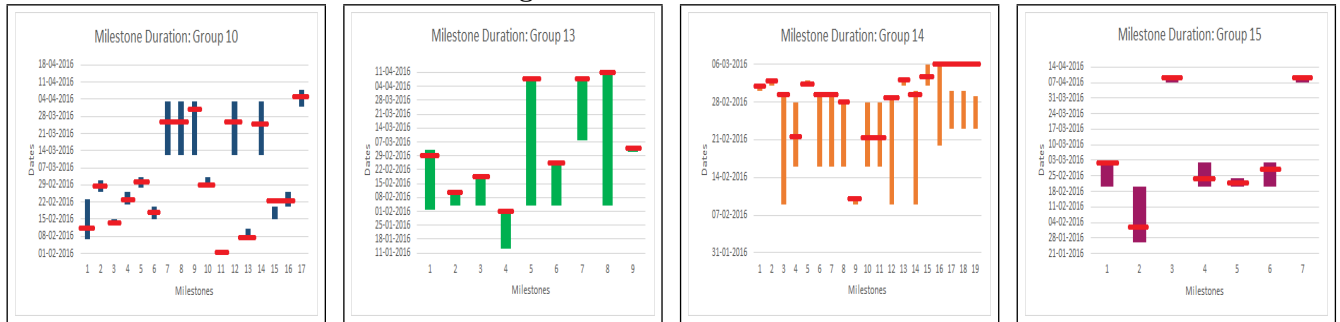 Milestone Duration: Group 10
18-04-2016
11-04-2016
04-04-2016
28-03-2016
21-03-2016
14-03-2016
07-03-2016
29-02-2016
22-02-2016
15-02-2016
08-02-2016
01-02-2016
Dates
1 2 3 4 5 6 7 8 9 10 11 12 13 14 15 16 17
Milestones
Milestone Duration: Group 13
11-04-2016
04-04-2016
28-03-2016
21-03-2016
14-03-2016
07-03-2016
29-02-2016
22-02-2016
15-02-2016
08-02-2016
01-02-2016
25-01-2016
18-01-2016
11-01-2016
Dates
1 2 3 4 5 6 7 8 9
Milestones
Milestone Duration: Group 14
06-03-2016
28-02-2016
21-02-2016
14-02-2016
07-02-2016
31-01-2016
Dates
1 2 3 4 5 6 7 8 9 10 11 12 13 14 15 16 17 18 19
Milestones
Milestone Duration: Group 15
14-04-2016
07-04-2016
31-03-2016
24-03-2016
17-03-2016
10-03-2016
03-03-2016
25-02-2016
18-02-2016
11-02-2016
04-02-2016
28-01-2016
21-01-2016
Dates
1 2 3 4 5 6 7
Milestones